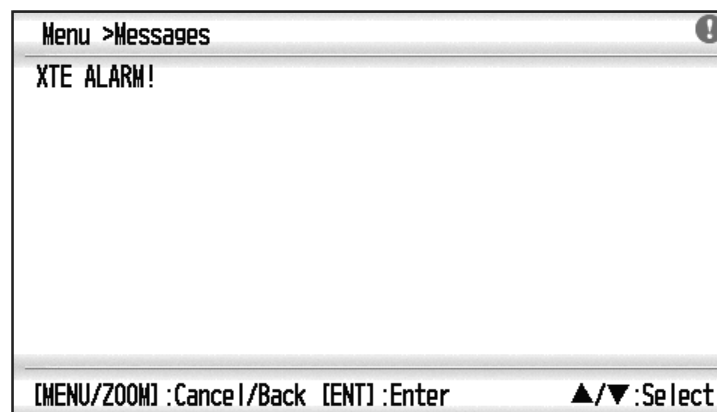 Menu >Messages
XTE ALARM!
[MENU/ZOOM]:Cancel/Back [ENT]:Enter ▲/▼:Select